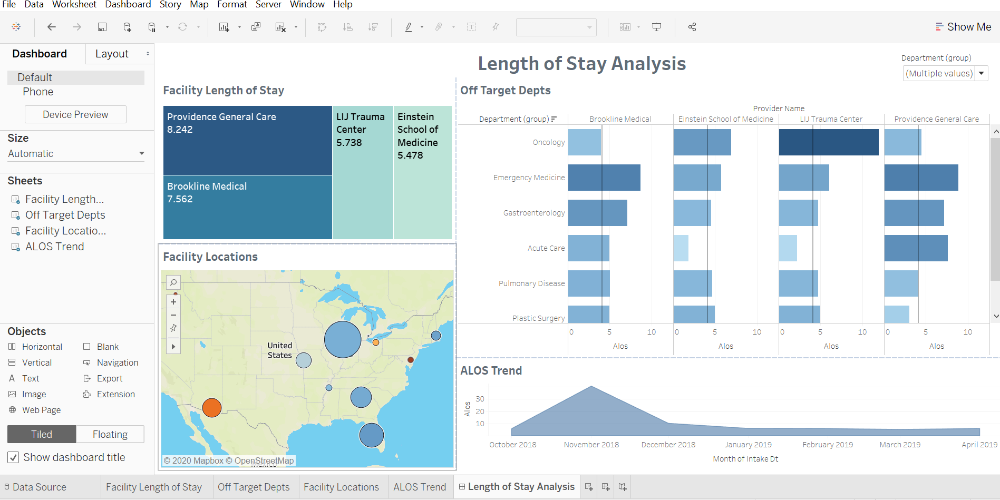 File Data Worksheet Dashboard Story Map Format Server Window Help
Show Me
Dashboard Layout
Default
Phone
Device Preview
Size
Automatic
Sheets
Facility Length...
Off Target Depts
Facility Locatio...
ALOS Trend
Objects
Horizontal Blank
Vertical Navigation
A Text Export
Image Extension
Web Page
Tiled Floating
Show dashboard title
Length of Stay Analysis
Department (group)
(Multiple values)
Facility Length of Stay
Providence General Care
8.242
Brookline Medical
7.562
LIJ Trauma
Center
5.738
Einstein
School of
Medicine
5.478
Off Target Depts
Provider Name
Department (group) Brookline Medical Einstein School of Medicine LIJ Trauma Center Providence General Care
Oncology
Emergency Medicine
Gastroenterology
Acute Care
Pulmonary Disease
Plastic Surgery
0 5 10 0 5 10 0 5 10 0 5 10
Alos Alos Alos Alos
Facility Locations
United
States
Mexico
© 2020 Mapbox © OpenStreetMap
ALOS Trend
Alos
30
20
10
October 2018 November 2018 December 2018 January 2019 February 2019 March 2019 April 2019
Month of Intake Dt
Data Source Facility Length of Stay Off Target Depts Facility Locations ALOS Trend Length of Stay Analysis